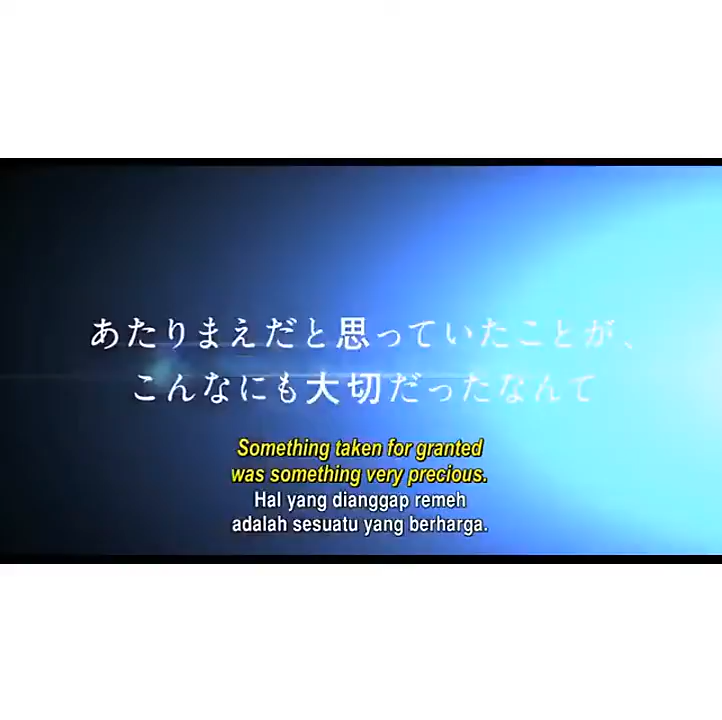 あたりまえだと思っていたことが、
こんなにも大切だったなんて
Something taken for granted
was something very precious.
Hal yang dianggap remeh
adalah sesuatu yang berharga.